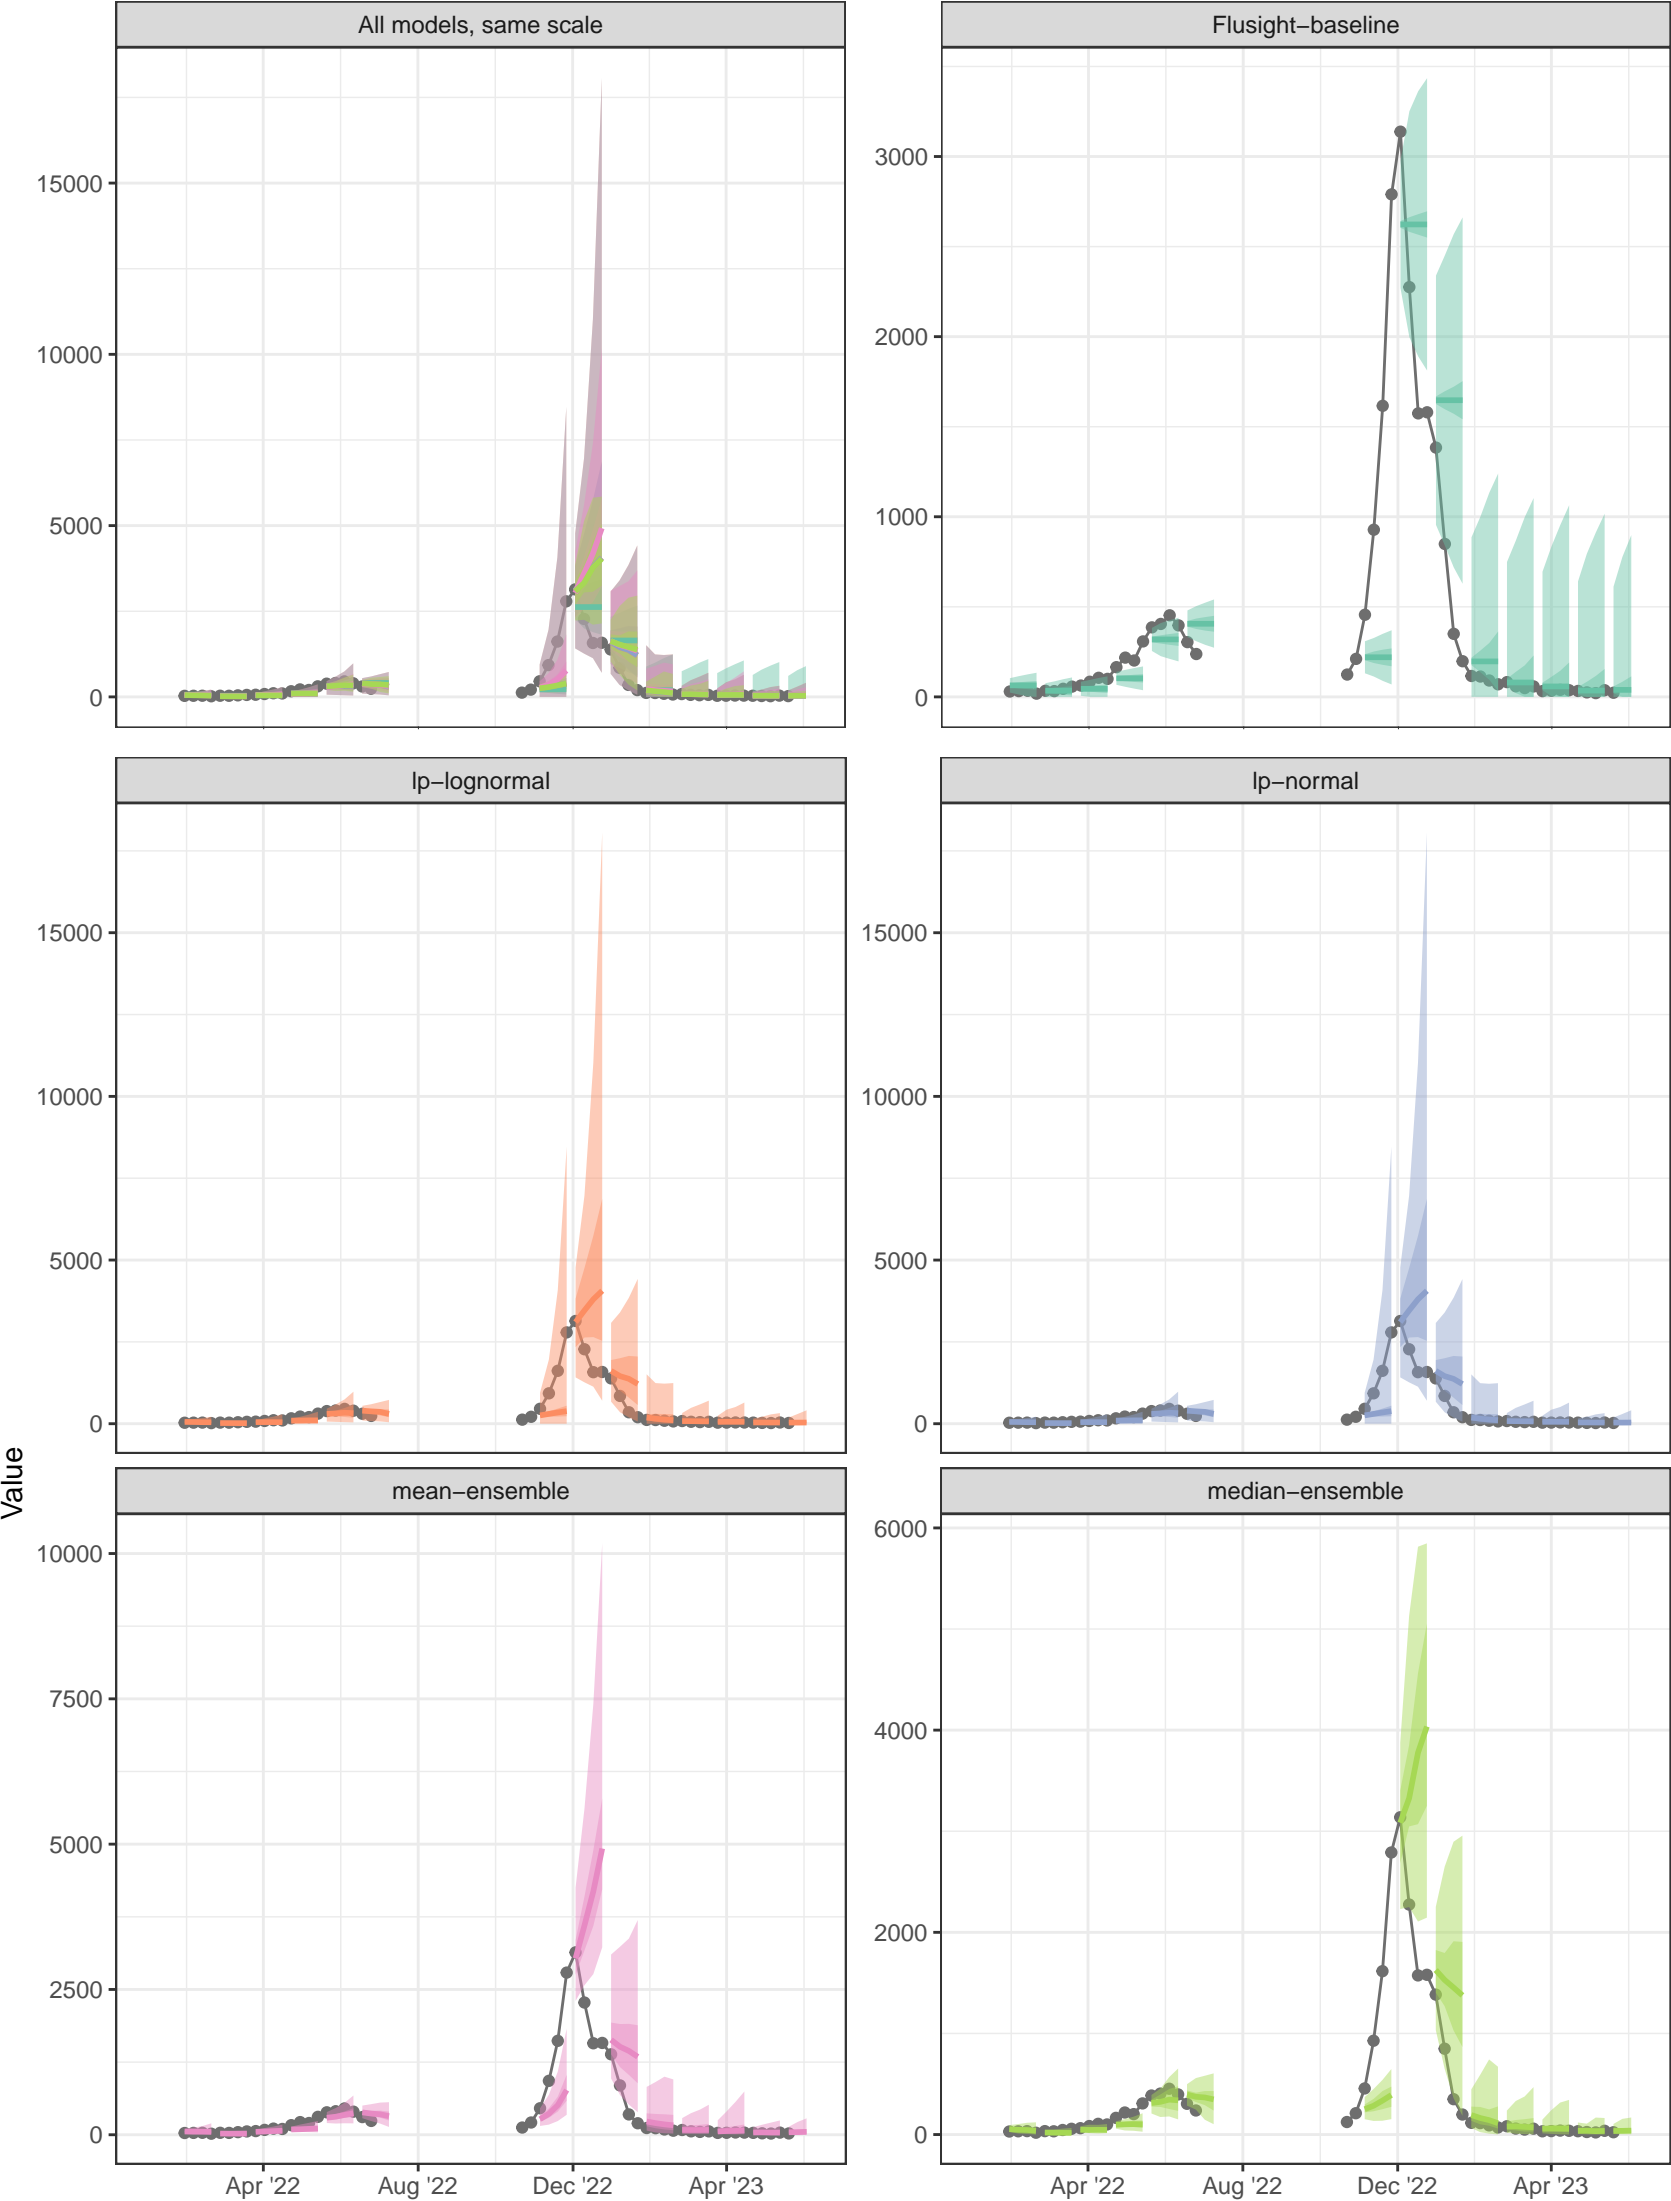 All models, same scale
Flusight−baseline
15000
10000
5000
0
3000
2000
1000
0
lp−lognormal
lp−normal
15000
10000
5000
0
15000
10000
5000
0
Value
mean−ensemble
median−ensemble
10000
7500
5000
2500
0
6000
4000
2000
0
Apr '22
Aug '22
Dec '22
Apr '23
Apr '22
Aug '22
Dec '22
Apr '23